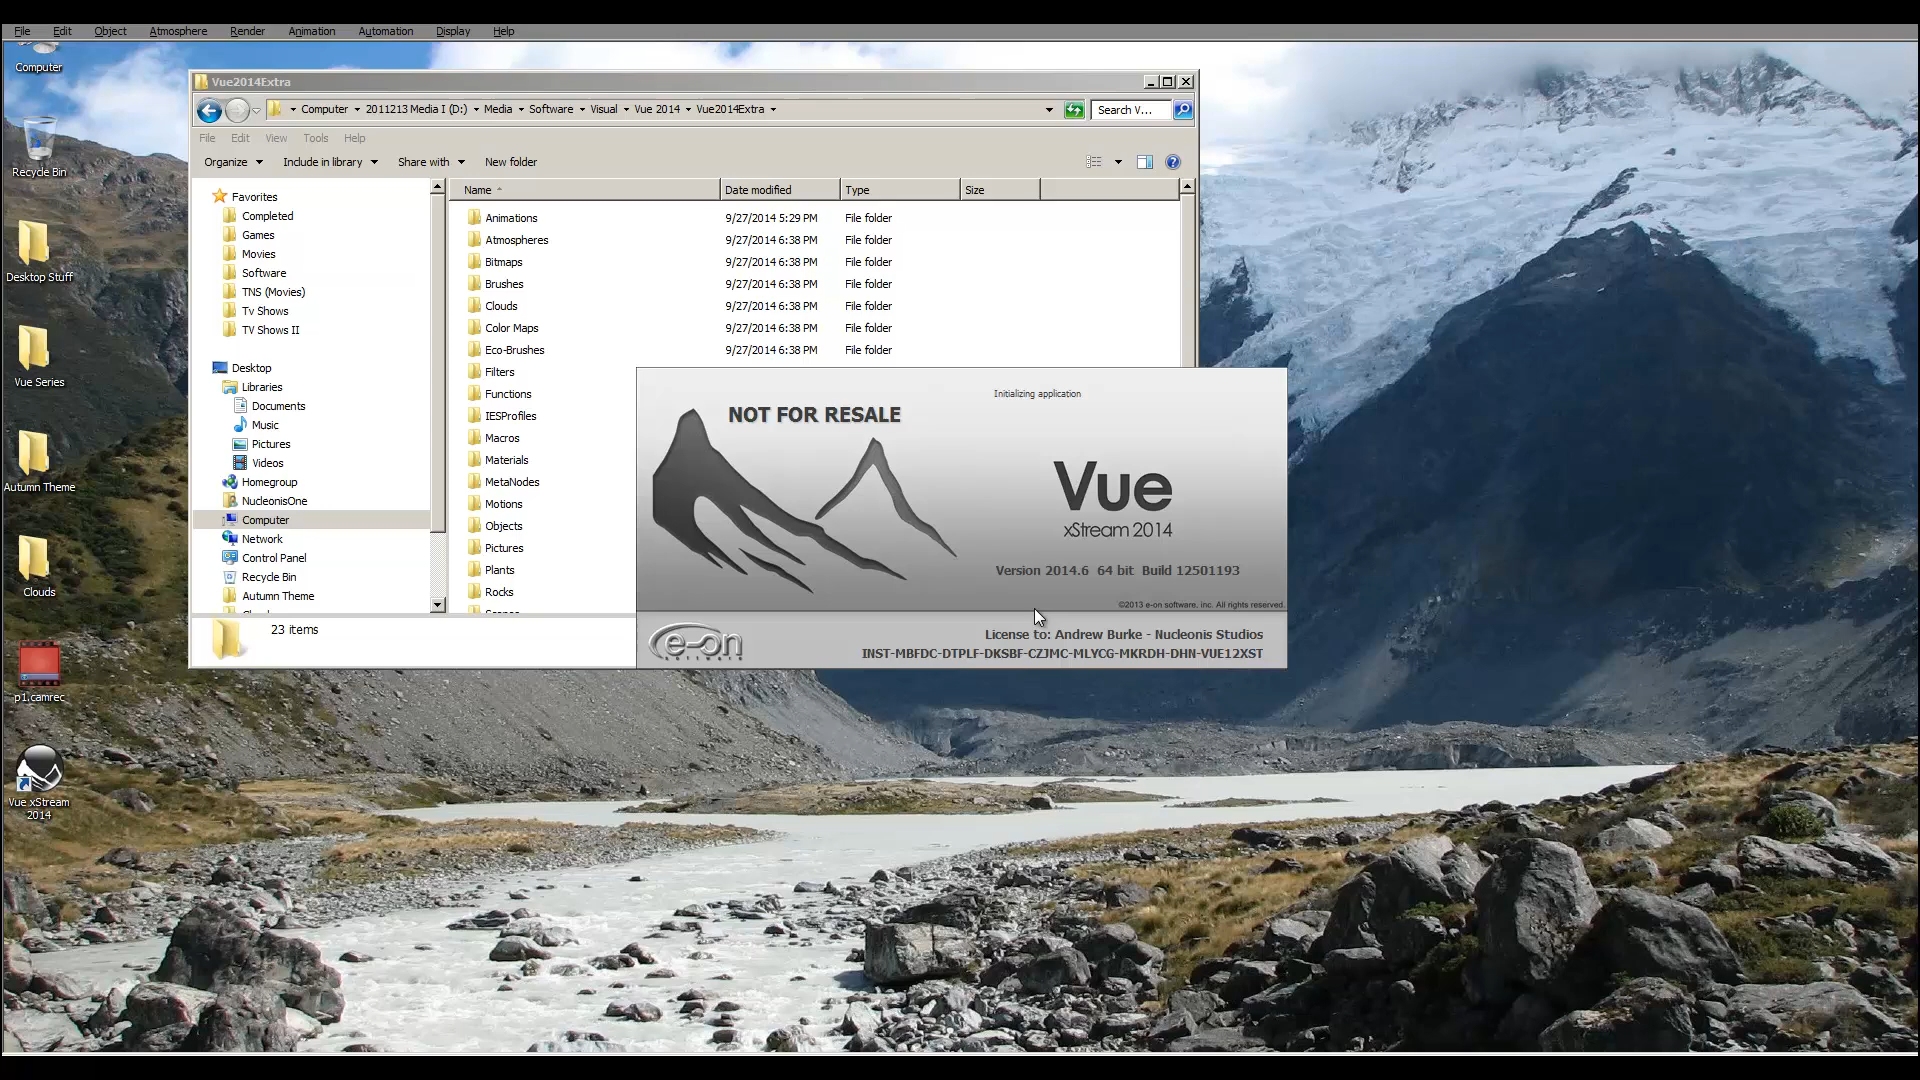 File Edit Object Atmosphere Render Animation Automation Display Help
Computer
Recycle Bin
Desktop Stuff
Vue Series
Autumn Theme
Clouds
p1.camrec
Vue xStream
2014
Vue2014Extra
Computer 2011213 Media I (D:) Media Software Visual Vue 2014 Vue2014Extra
Search V...
File Edit View Tools Help
Organize Include in library Share with New folder
Favorites
Completed
Games
Movies
Software
TNS (Movies)
Tv Shows
TV Shows II
Desktop
Libraries
Documents
Music
Pictures
Videos
Homegroup
NucleonisOne
Computer
Network
Control Panel
Recycle Bin
Autumn Theme
Name Date modified Type Size
Animations 9/27/2014 5:29 PM File folder
Atmospheres 9/27/2014 6:38 PM File folder
Bitmaps 9/27/2014 6:38 PM File folder
Brushes 9/27/2014 6:38 PM File folder
Clouds 9/27/2014 6:38 PM File folder
Color Maps 9/27/2014 6:38 PM File folder
Eco-Brushes 9/27/2014 6:38 PM File folder
Filters
Functions
IESProfiles
Macros
Materials
MetaNodes
Motions
Objects
Pictures
Plants
Rocks
23 items
Initializing application
NOT FOR RESALE
Vue
xStream 2014
Version 2014.6 64 bit Build 12501193
©2013 e-on software, inc. All rights reserved.
e-on
SOFTWARE
License to: Andrew Burke - Nucleonis Studios
INST-MBFDC-DTPLF-DKSBF-CZJMC-MLYCG-MKRDH-DHN-VUE12XST